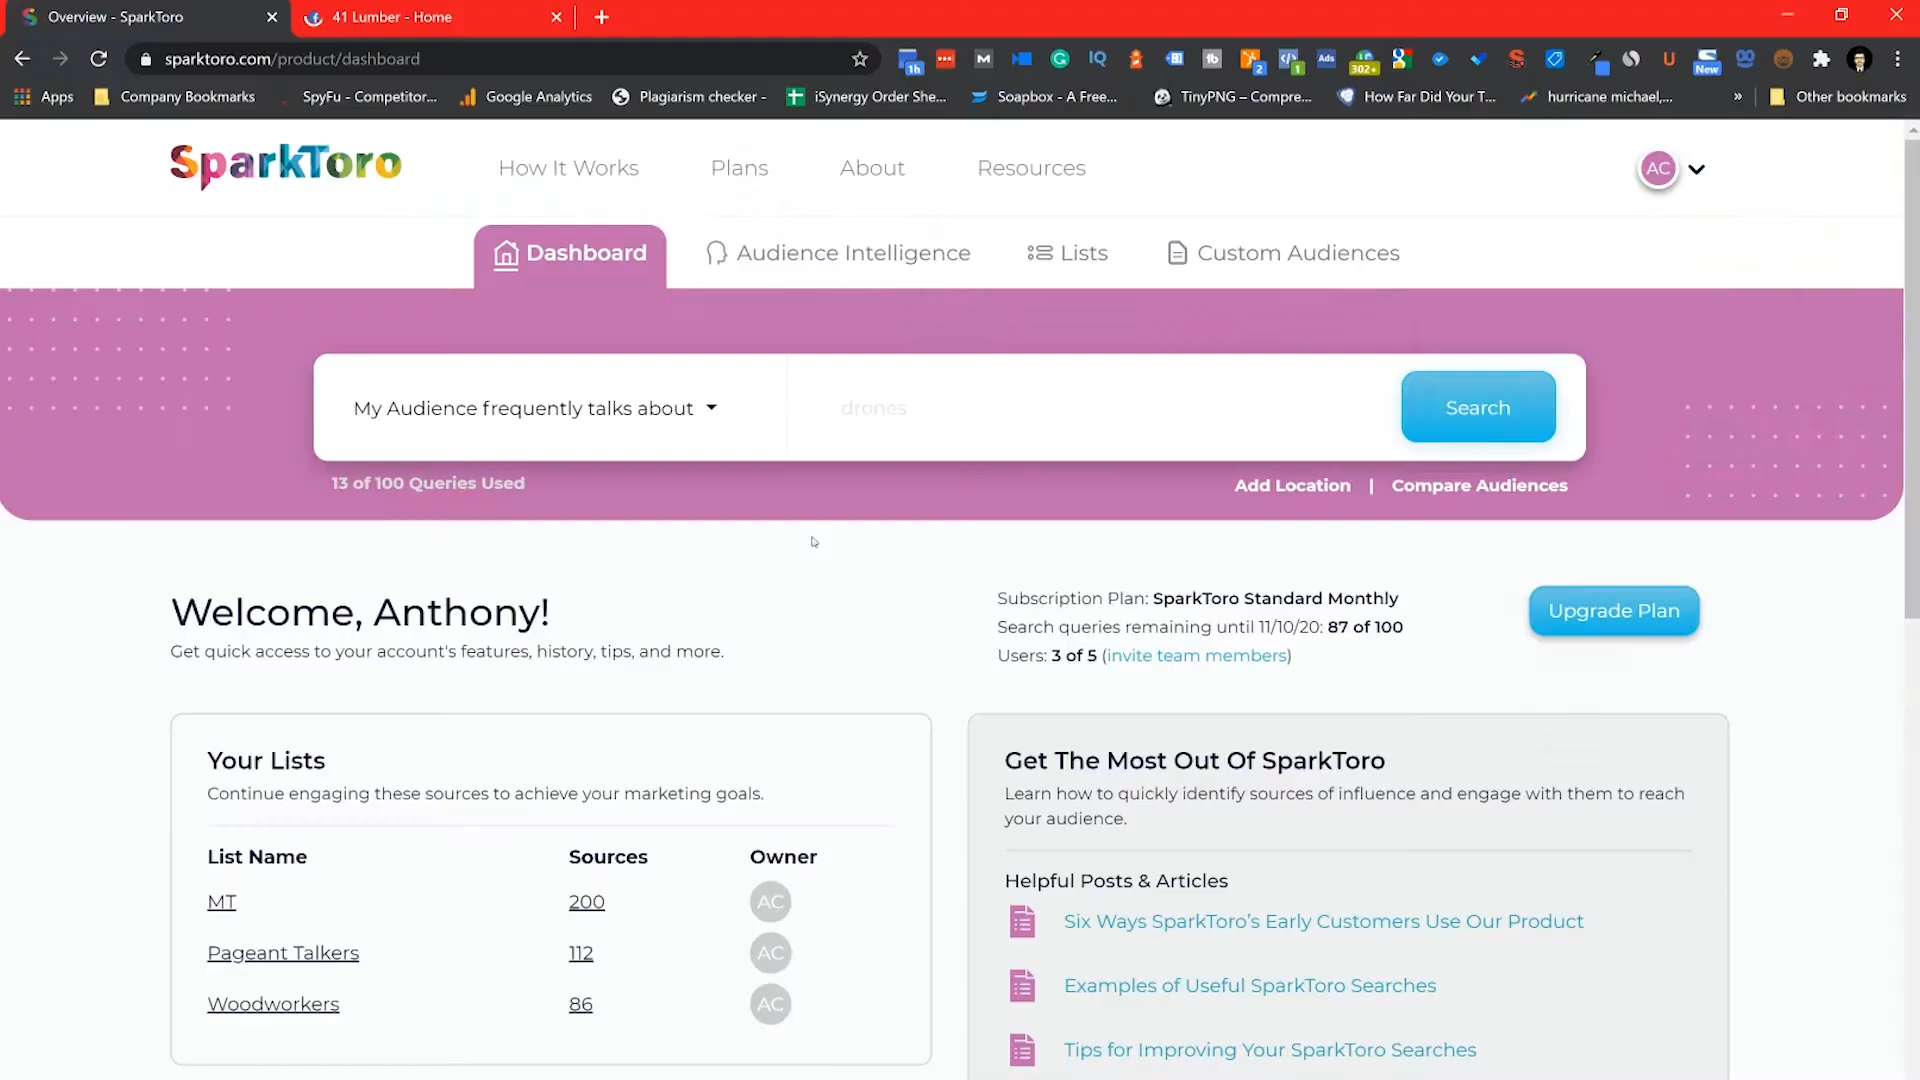 Overview - SparkToro
41 Lumber - Home
sparktoro.com/product/dashboard
1h
M
IQ
tb
2
1
Ads
302+
U
New
Apps
Company Bookmarks
SpyFu - Competitor...
Google Analytics
Plagiarism checker -
iSynergy Order She...
Soapbox - A Free...
TinyPNG – Compre...
How Far Did Your T...
hurricane michael,...
»
Other bookmarks
SparkToro
How It Works
Plans
About
Resources
AC
Dashboard
Audience Intelligence
Lists
Custom Audiences
My Audience frequently talks about
drones
Search
13 of 100 Queries Used
Add Location | Compare Audiences
Welcome, Anthony!
Get quick access to your account's features, history, tips, and more.
Subscription Plan: SparkToro Standard Monthly
Search queries remaining until 11/10/20: 87 of 100
Users: 3 of 5 (invite team members)
Upgrade Plan
Your Lists
Continue engaging these sources to achieve your marketing goals.
List Name Sources Owner
MT 200 AC
Pageant Talkers 112 AC
Woodworkers 86 AC
Get The Most Out Of SparkToro
Learn how to quickly identify sources of influence and engage with them to reach
your audience.
Helpful Posts & Articles
Six Ways SparkToro's Early Customers Use Our Product
Examples of Useful SparkToro Searches
Tips for Improving Your SparkToro Searches